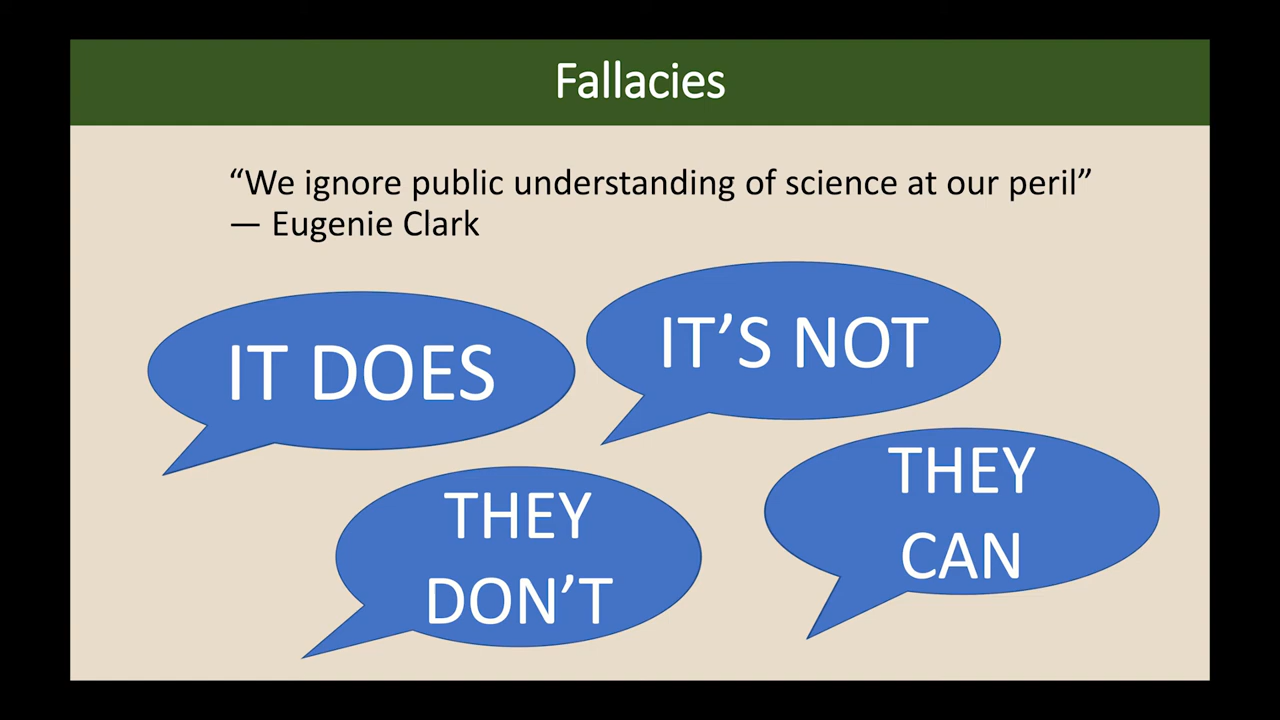 Fallacies
“We ignore public understanding of science at our peril”
— Eugenie Clark
IT DOES
IT’S NOT
THEY
DON’T
THEY
CAN